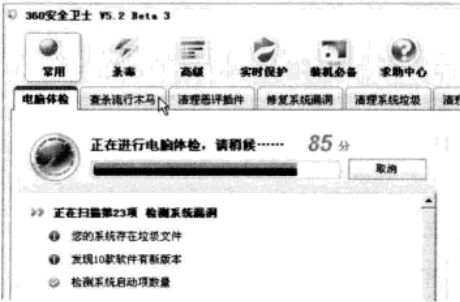 360安全卫士 V5.2 Beta 3
常用 杀毒 高级 实时保护 装机必备 求助中心
电脑体检 查杀流行木马 清理恶评插件 修复系统漏洞 清理系统垃圾 清
正在进行电脑体检，请稍候…… 85 分
取消
>> 正在扫描第23项 检测系统漏洞
您的系统存在垃圾文件
发现10款软件有新版本
检测系统启动项数量